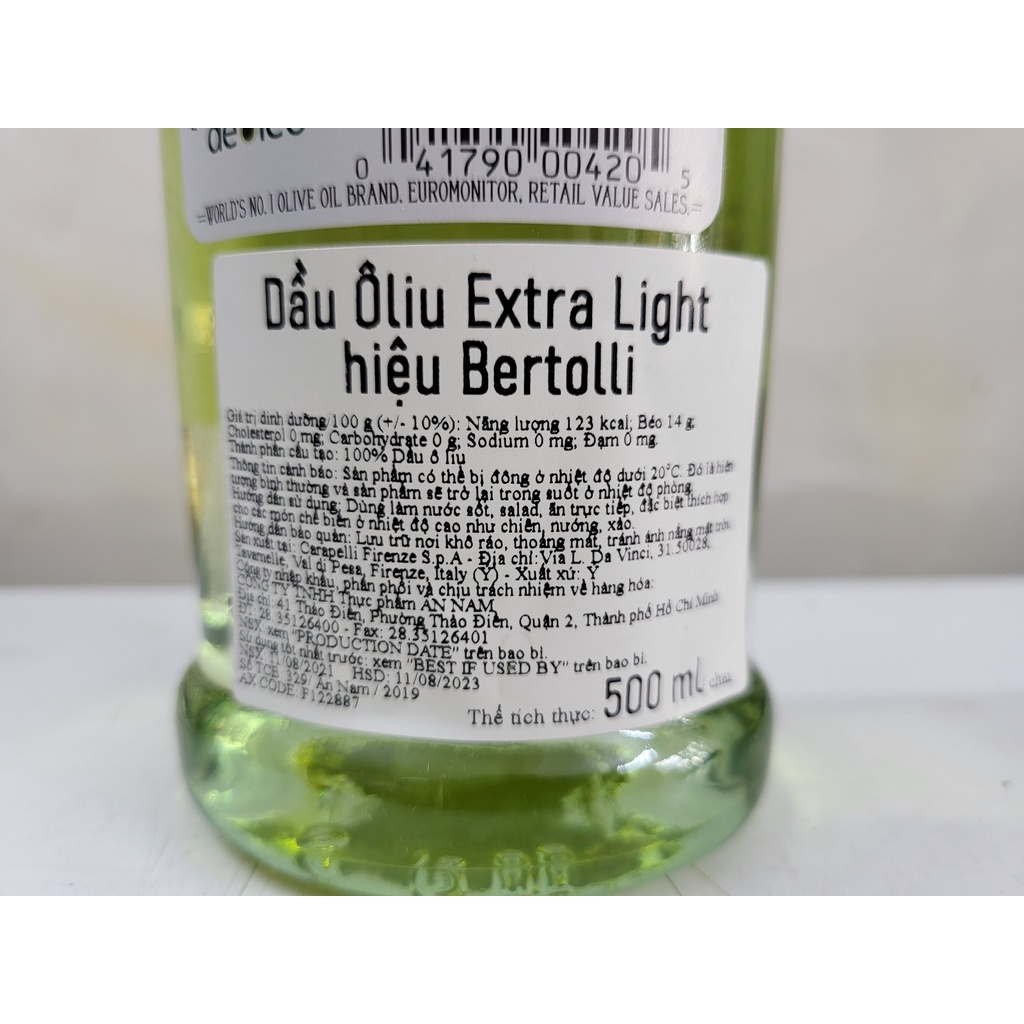 0 41790 00420 5
=WORLD'S NO. 1 OLIVE OIL BRAND. EUROMONITOR, RETAIL VALUE SALES.=
Dầu Ôliu Extra Light
hiệu Bertolli
Giá trị dinh dưỡng/100 g (+/- 10%): Năng lượng 123 kcal; Béo 14 g;
Cholesterol 0 mg; Carbohydrate 0 g; Sodium 0 mg; Đạm 0 mg.
Thành phần cấu tạo: 100% Dầu ô liu
Thông tin cảnh báo: Sản phẩm có thể bị đông ở nhiệt độ dưới 20°C. Đó là hiện
tượng bình thường và sản phẩm sẽ trở lại trong suốt ở nhiệt độ phòng.
Hướng dẫn sử dụng: Dùng làm nước sốt, salad, ăn trực tiếp, đặc biệt thích hợp
cho các món chế biến ở nhiệt độ cao như chiên, nướng, xào.
Hướng dẫn bảo quản: Lưu trữ nơi khô ráo, thoáng mát, tránh ánh nắng mặt trời.
Sản xuất tại: Carapelli Firenze S.p.A - Địa chỉ: Via L. Da Vinci, 31.50028,
Tavarnelle, Val di Pesa, Firenze, Italy (Ý) - Xuất xứ: Ý
Công ty nhập khẩu, phân phối và chịu trách nhiệm về hàng hóa:
CÔNG TY TNHH Thực phẩm AN NAM
Địa chỉ: 41 Thảo Điền, Phường Thảo Điền, Quận 2, Thành phố Hồ Chí Minh
ĐT: 28.35126400 - Fax: 28.35126401
NSX: xem "PRODUCTION DATE" trên bao bì.
Sử dụng tốt nhất trước: xem "BEST IF USED BY" trên bao bì.
NSX: 11/08/2021 HSD: 11/08/2023
Số TCB: 329/ An Nam / 2019
AX CODE: F122887
Thể tích thực: 500 ml/ chai